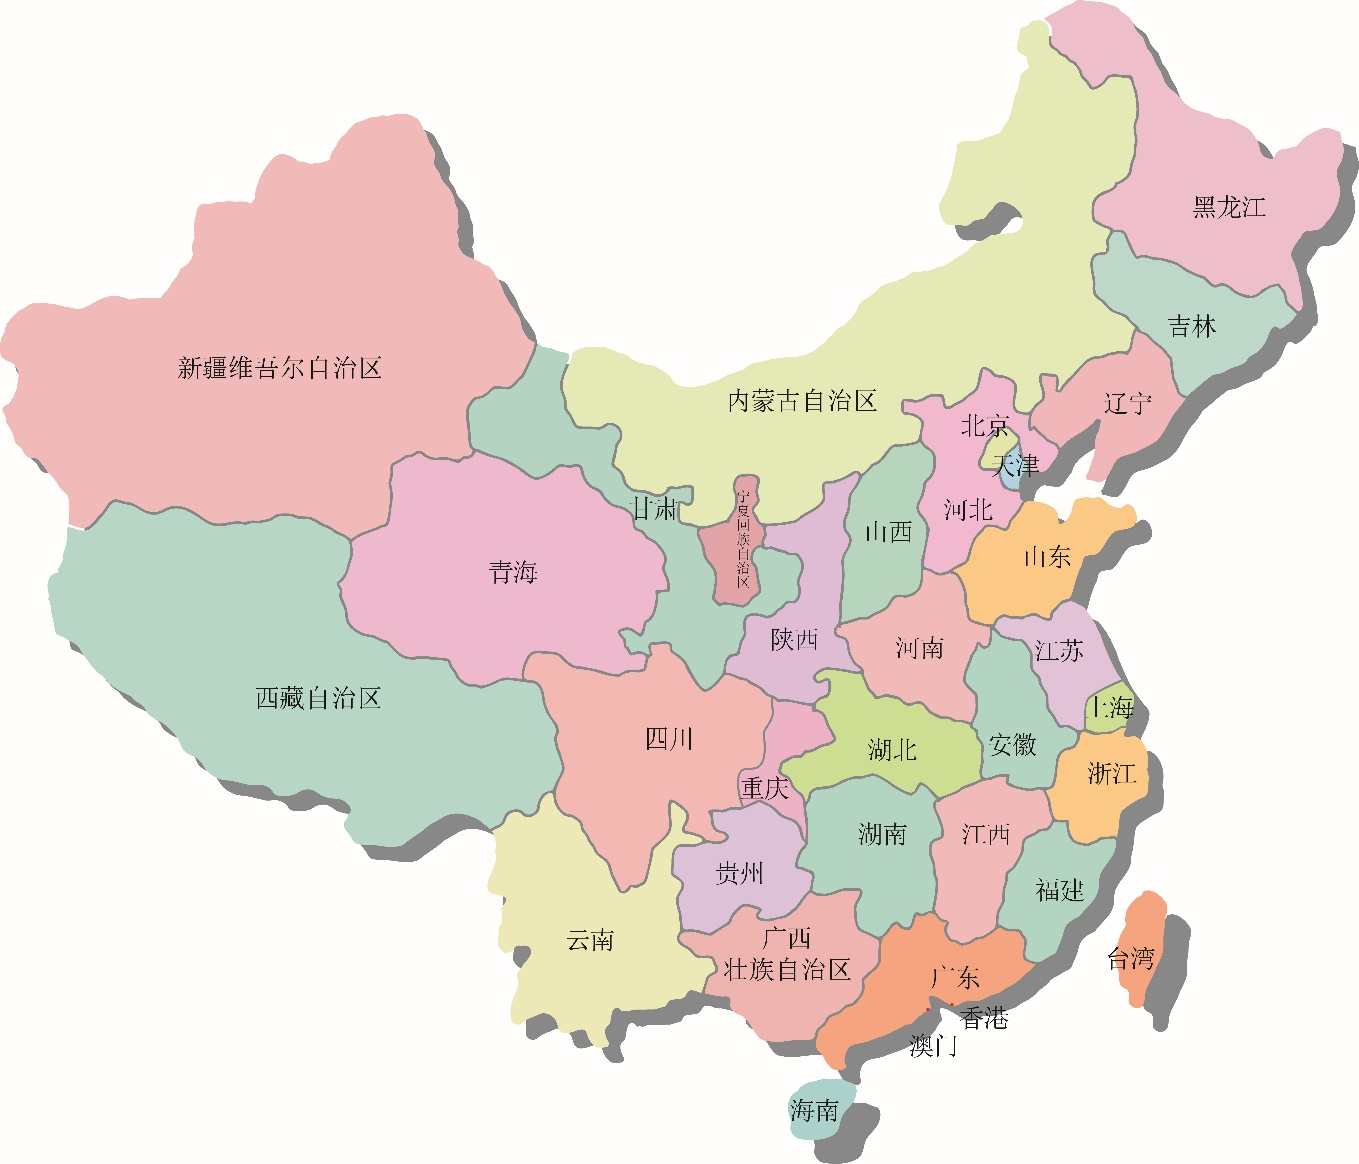 黑龙江
吉林
新疆维吾尔自治区
内蒙古自治区
辽宁
北京
天津
甘肃
宁夏回族自治区
河北
山西
山东
青海
陕西
河南
江苏
西藏自治区
上海
四川
湖北
安徽
浙江
重庆
湖南
江西
贵州
福建
云南
广西
壮族自治区
台湾
广东
香港
澳门
海南